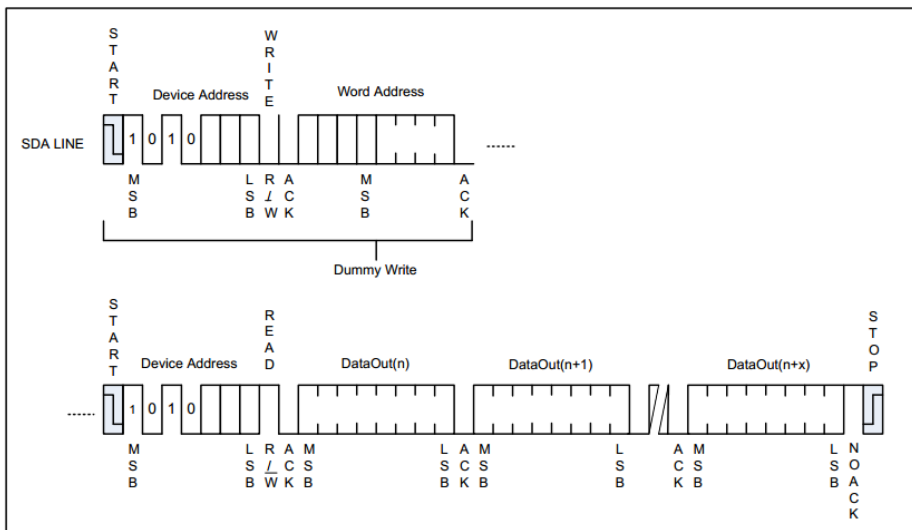 START
WRITE
Device Address
Word Address
SDA LINE
1 0 1 0
......
MSB
LSB
R/W
ACK
MSB
ACK
Dummy Write
START
READ
STOP
Device Address
DataOut(n)
DataOut(n+1)
DataOut(n+x)
......
1 0 1 0
MSB
LSB
R/W
ACK
MSB
LSB
ACK
MSB
LSB
ACK
MSB
LSB
NOACK